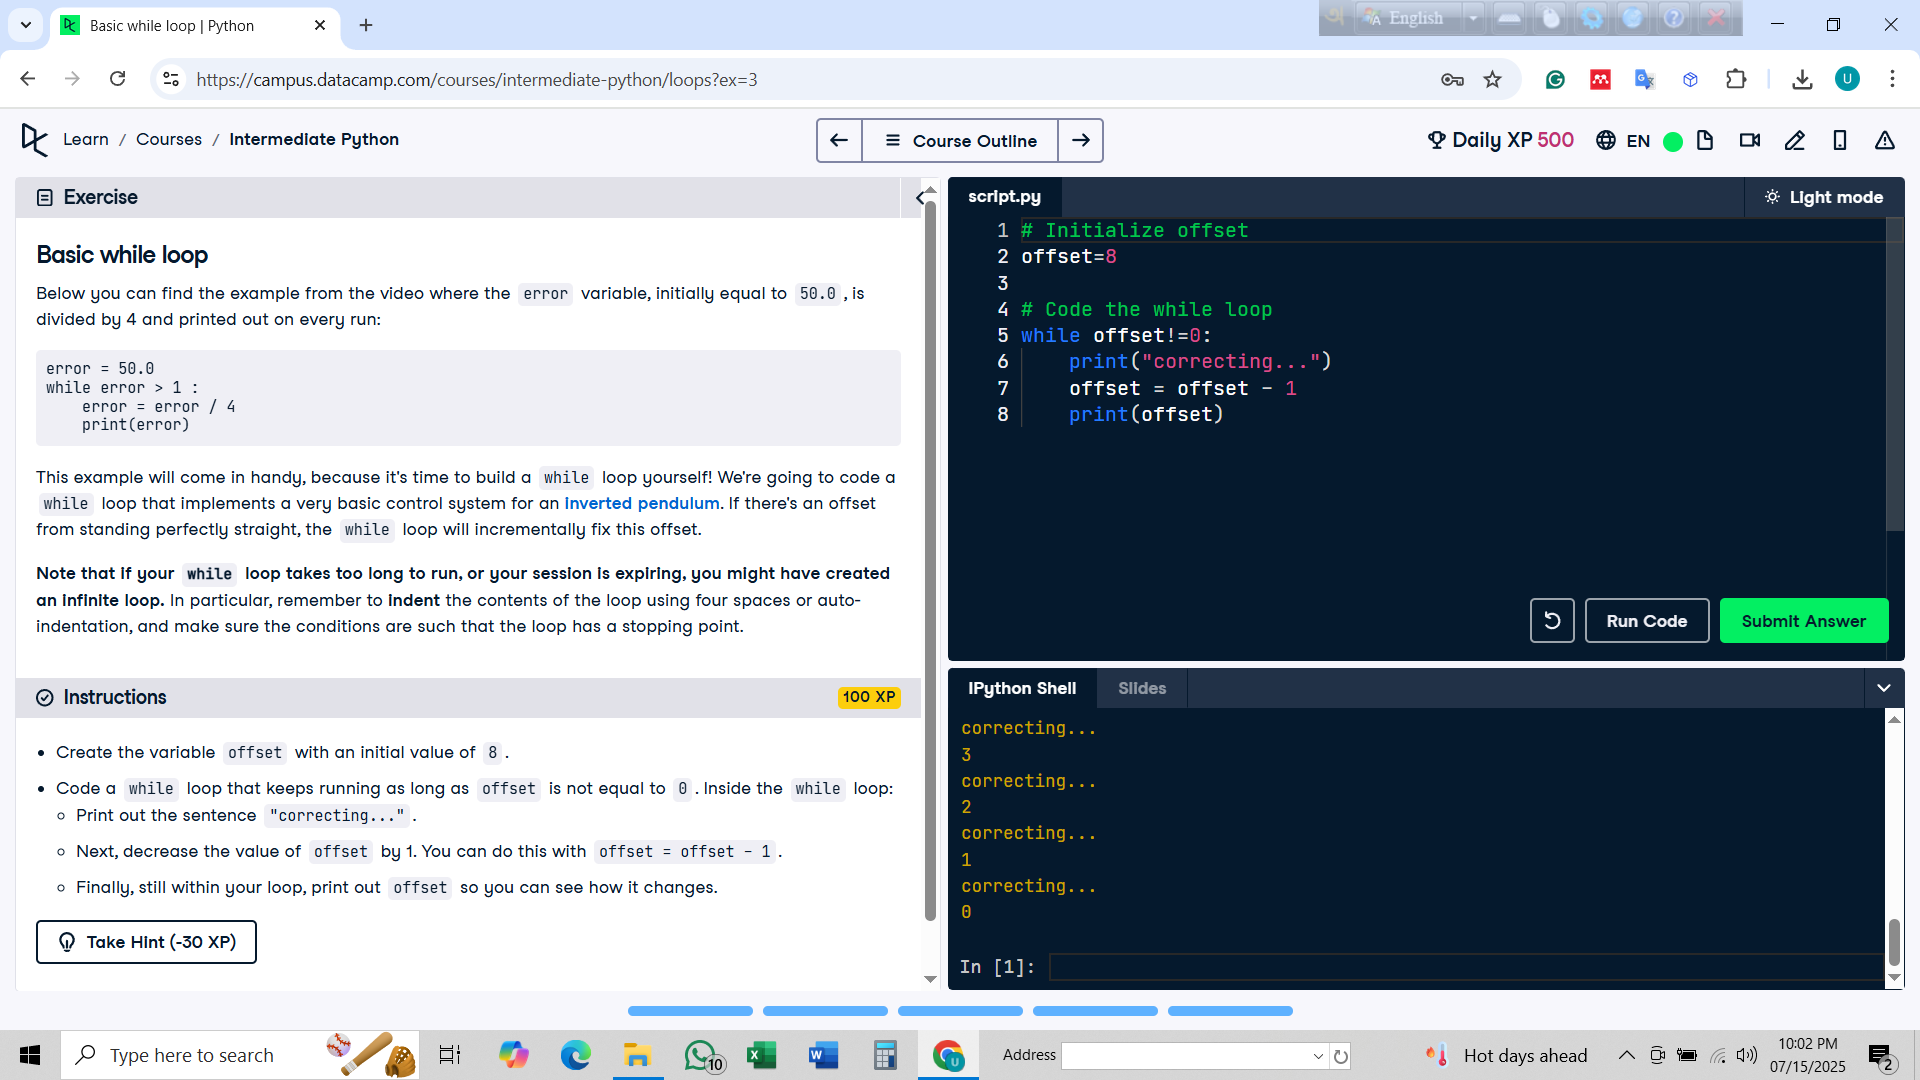 Basic while loop | Python
English
https://campus.datacamp.com/courses/intermediate-python/loops?ex=3
U
Learn / Courses / Intermediate Python
Course Outline
Daily XP 500
EN
Exercise
Basic while loop
Below you can find the example from the video where the error variable, initially equal to 50.0, is
divided by 4 and printed out on every run:
error = 50.0
while error > 1 :
    error = error / 4
    print(error)
This example will come in handy, because it's time to build a while loop yourself! We're going to code a
while loop that implements a very basic control system for an inverted pendulum. If there's an offset
from standing perfectly straight, the while loop will incrementally fix this offset.
Note that if your while loop takes too long to run, or your session is expiring, you might have created
an infinite loop. In particular, remember to indent the contents of the loop using four spaces or auto-
indentation, and make sure the conditions are such that the loop has a stopping point.
Instructions
100 XP
• Create the variable offset with an initial value of 8.
• Code a while loop that keeps running as long as offset is not equal to 0. Inside the while loop:
Print out the sentence "correcting...".
Next, decrease the value of offset by 1. You can do this with offset = offset - 1.
Finally, still within your loop, print out offset so you can see how it changes.
Take Hint (-30 XP)
script.py
Light mode
1 # Initialize offset
2 offset=8
3
4 # Code the while loop
5 while offset!=0:
6     print("correcting...")
7     offset = offset - 1
8     print(offset)
Run Code
Submit Answer
IPython Shell
Slides
correcting...
3
correcting...
2
correcting...
1
correcting...
0
In [1]:
Type here to search
10
U
Address
Hot days ahead
10:02 PM
07/15/2025
2